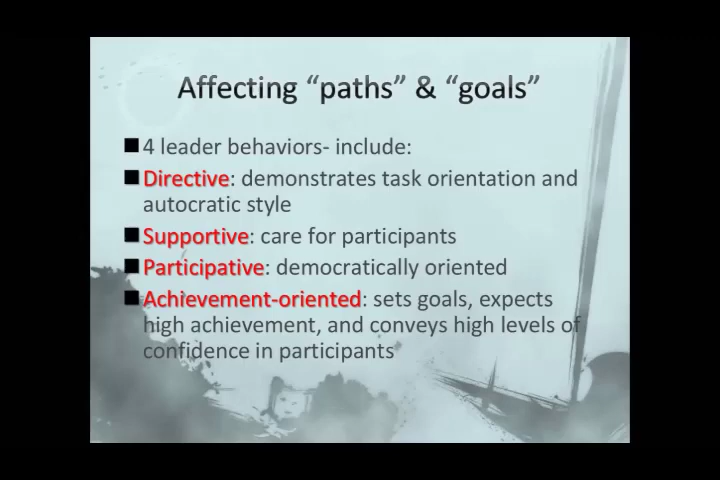 Affecting “paths” & “goals”
4 leader behaviors- include:
Directive: demonstrates task orientation and
autocratic style
Supportive: care for participants
Participative: democratically oriented
Achievement-oriented: sets goals, expects
high achievement, and conveys high levels of
confidence in participants